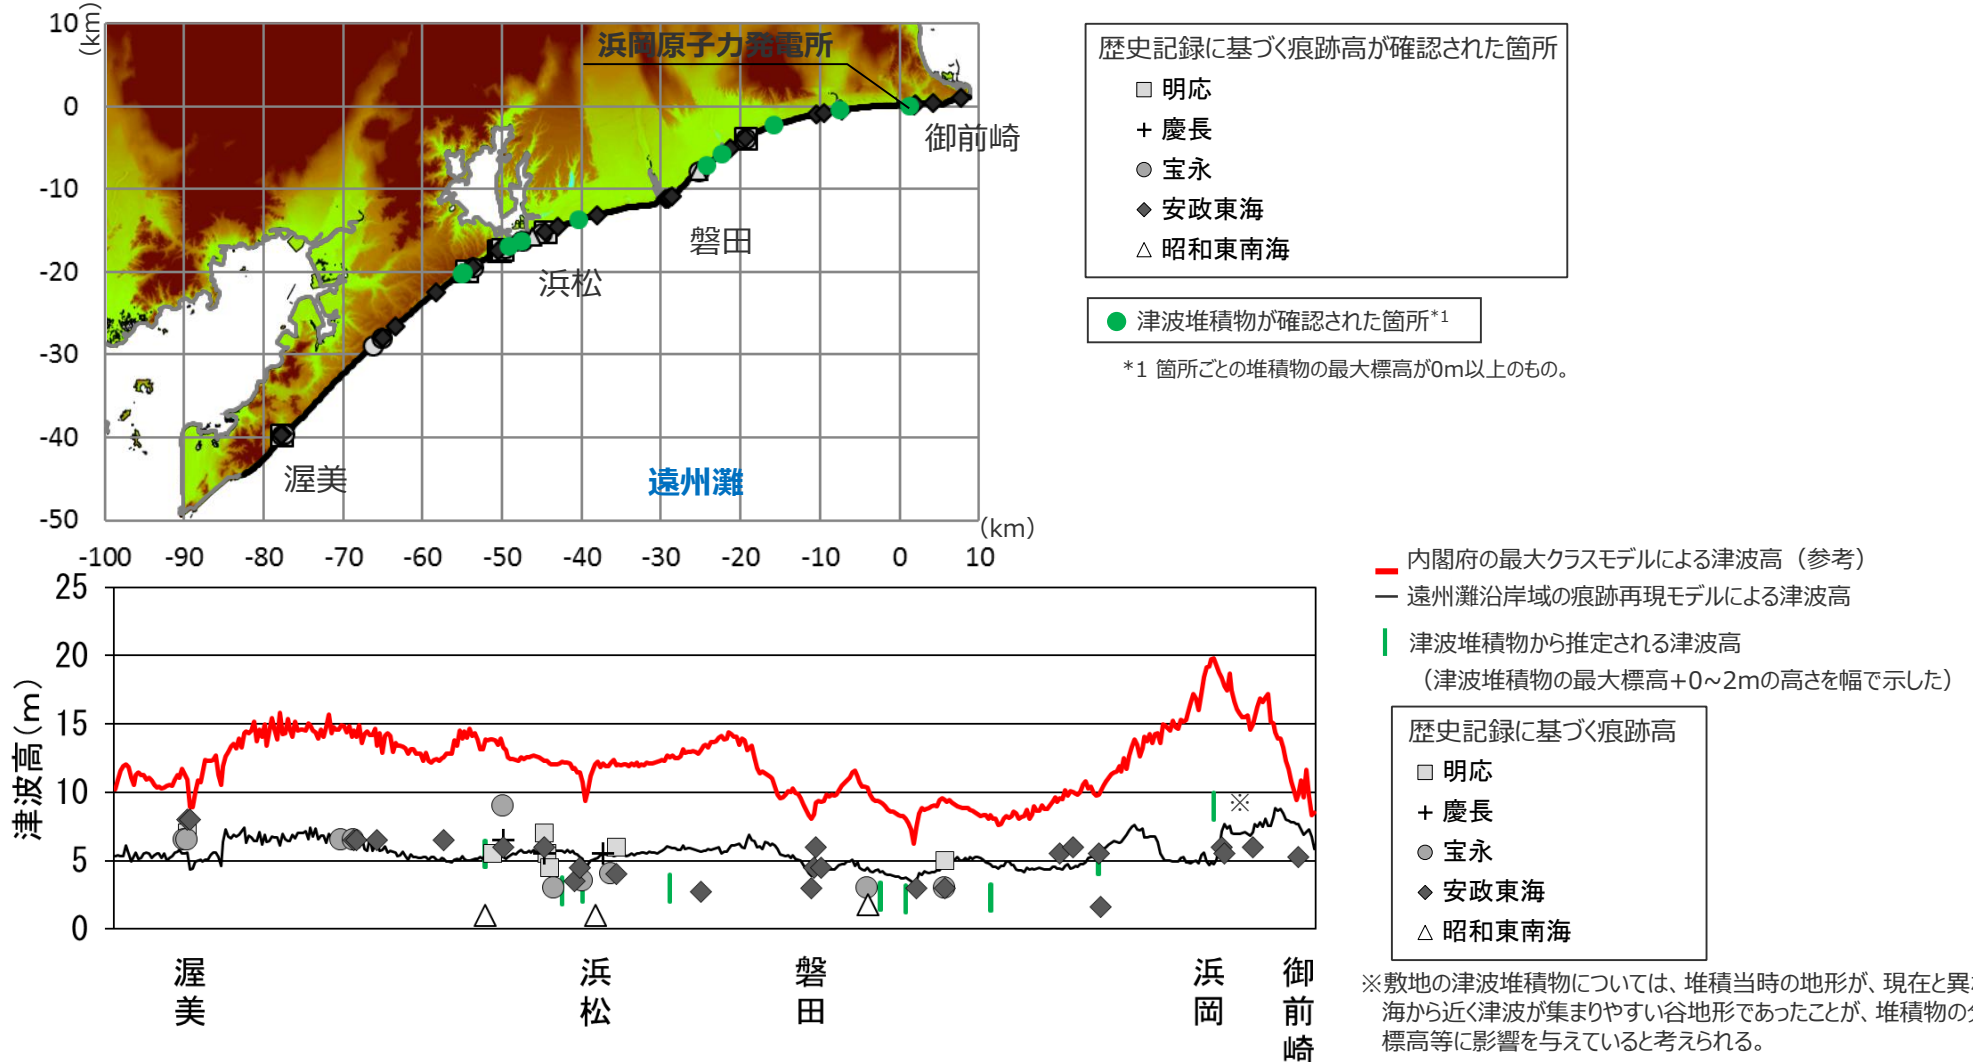 10
0
-10
-20
-30
-40
-50
(km)
浜岡原子力発電所
御前崎
磐田
浜松
渥美
遠州灘
(km)
-100 -90 -80 -70 -60 -50 -40 -30 -20 -10 0 10
歴史記録に基づく痕跡高が確認された箇所
明応
慶長
宝永
安政東海
昭和東南海
津波堆積物が確認された箇所*1
*1 箇所ごとの堆積物の最大標高が0m以上のもの。
25
20
15
10
5
0
津波高(m)
※
渥美
浜松
磐田
浜岡
御前崎
内閣府の最大クラスモデルによる津波高（参考）
遠州灘沿岸域の痕跡再現モデルによる津波高
津波堆積物から推定される津波高
（津波堆積物の最大標高+0~2mの高さを幅で示した）
歴史記録に基づく痕跡高
明応
慶長
宝永
安政東海
昭和東南海
※敷地の津波堆積物については、堆積当時の地形が、現在と異
海から近く津波が集まりやすい谷地形であったことが、堆積物の
標高等に影響を与えていると考えられる。